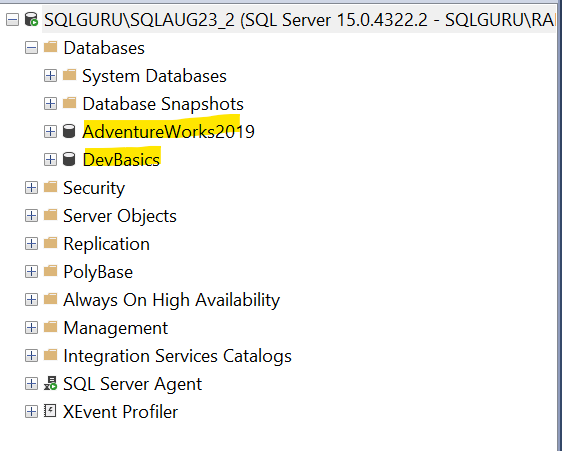 SQLGURU\SQLAUG23_2 (SQL Server 15.0.4322.2 - SQLGURU\RAI
Databases
System Databases
Database Snapshots
AdventureWorks2019
DevBasics
Security
Server Objects
Replication
PolyBase
Always On High Availability
Management
Integration Services Catalogs
SQL Server Agent
XEvent Profiler